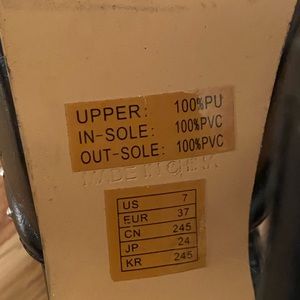 UPPER: 100%PU
IN-SOLE: 100%PVC
OUT-SOLE: 100%PVC
MADE IN
US 7
EUR 37
CN 245
JP 24
KR 245